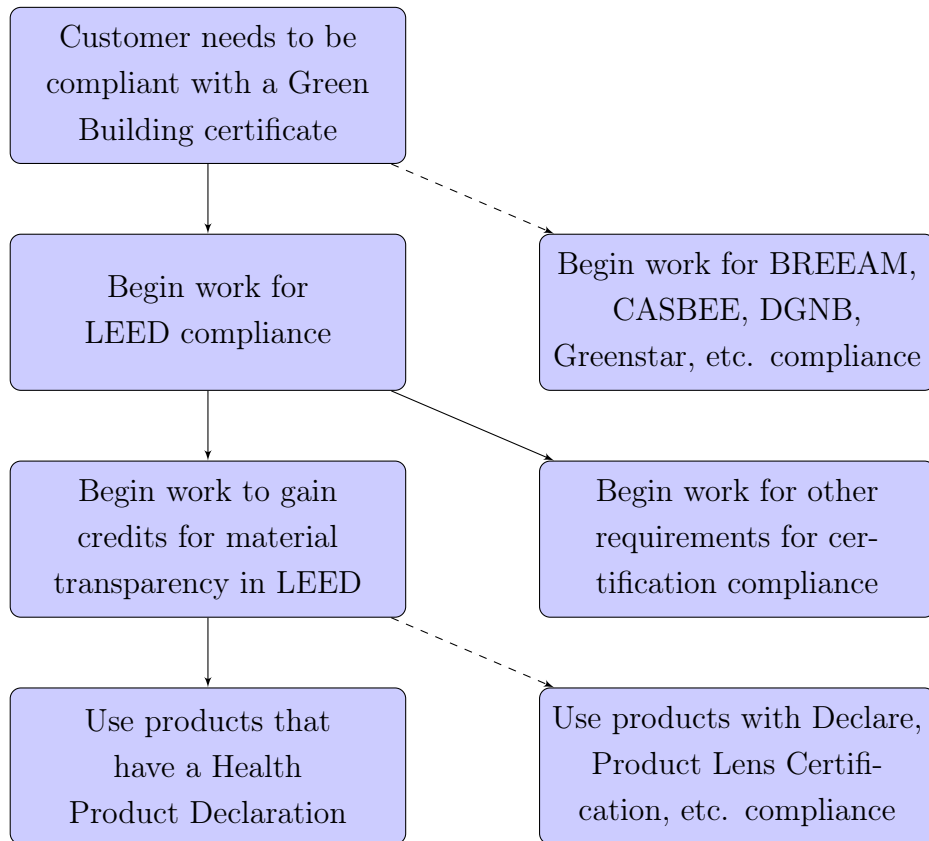 Customer needs to be
compliant with a Green
Building certificate
Begin work for
LEED compliance
Begin work for BREEAM,
CASBEE, DGNB,
Greenstar, etc. compliance
Begin work to gain
credits for material
transparency in LEED
Begin work for other
requirements for cer-
tification compliance
Use products that
have a Health
Product Declaration
Use products with Declare,
Product Lens Certifi-
cation, etc. compliance